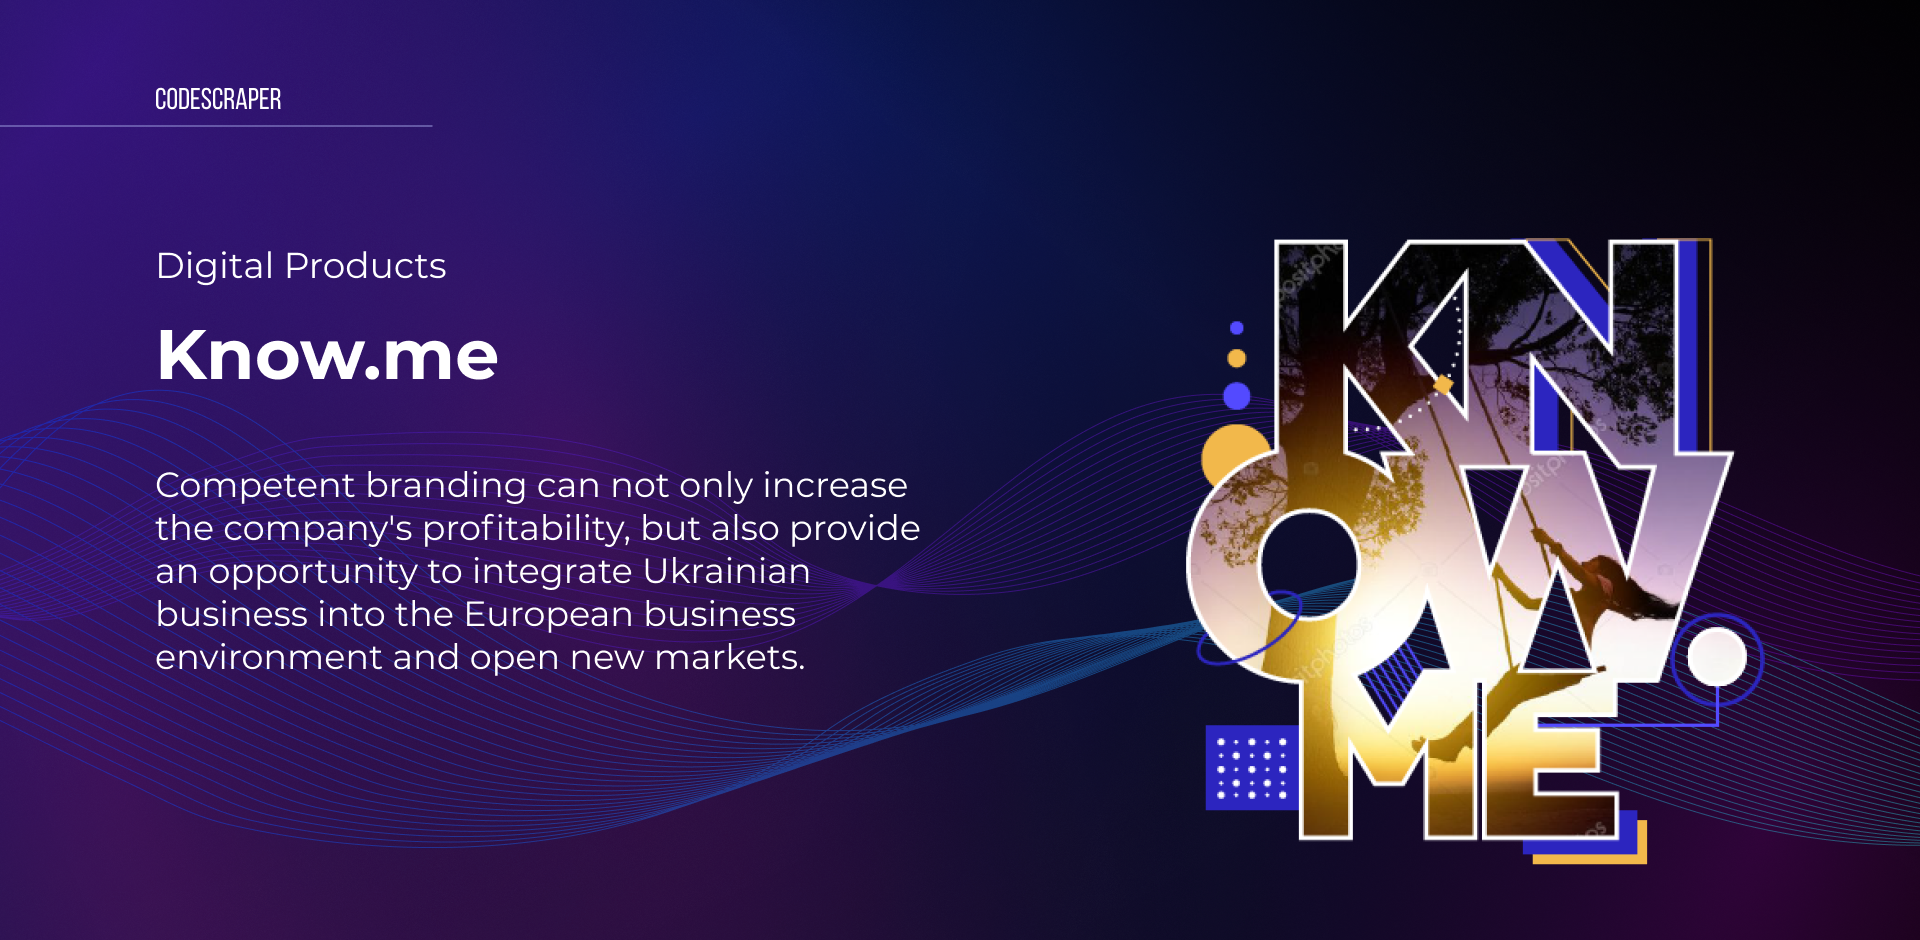 CODESCRAPER
Digital Products
Know.me
Competent branding can not only increase
the company's profitability, but also provide
an opportunity to integrate Ukrainian
business into the European business
environment and open new markets.
KN
OW.
ME